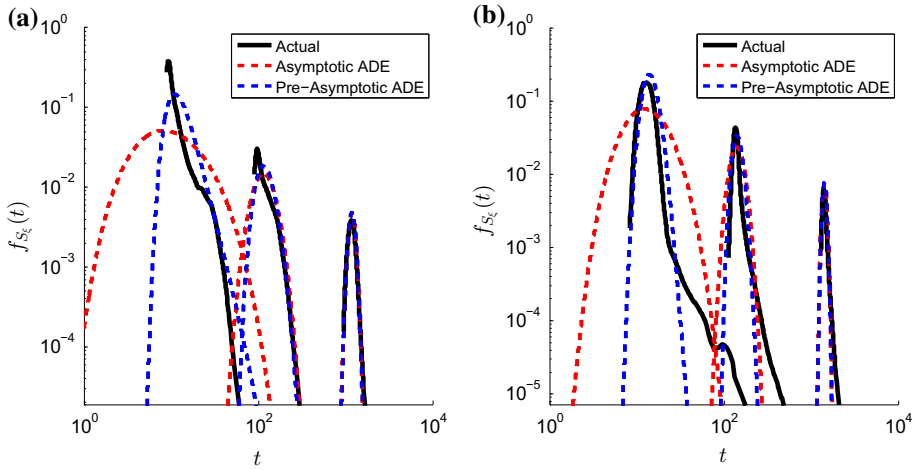 (a)
10^0
10^-1
10^-2
10^-3
10^-4
f_{S_ξ}(t)
Actual
Asymptotic ADE
Pre-Asymptotic ADE
10^0
10^2
10^4
t
(b)
10^0
10^-1
10^-2
10^-3
10^-4
10^-5
f_{S_ξ}(t)
Actual
Asymptotic ADE
Pre-Asymptotic ADE
10^0
10^2
10^4
t